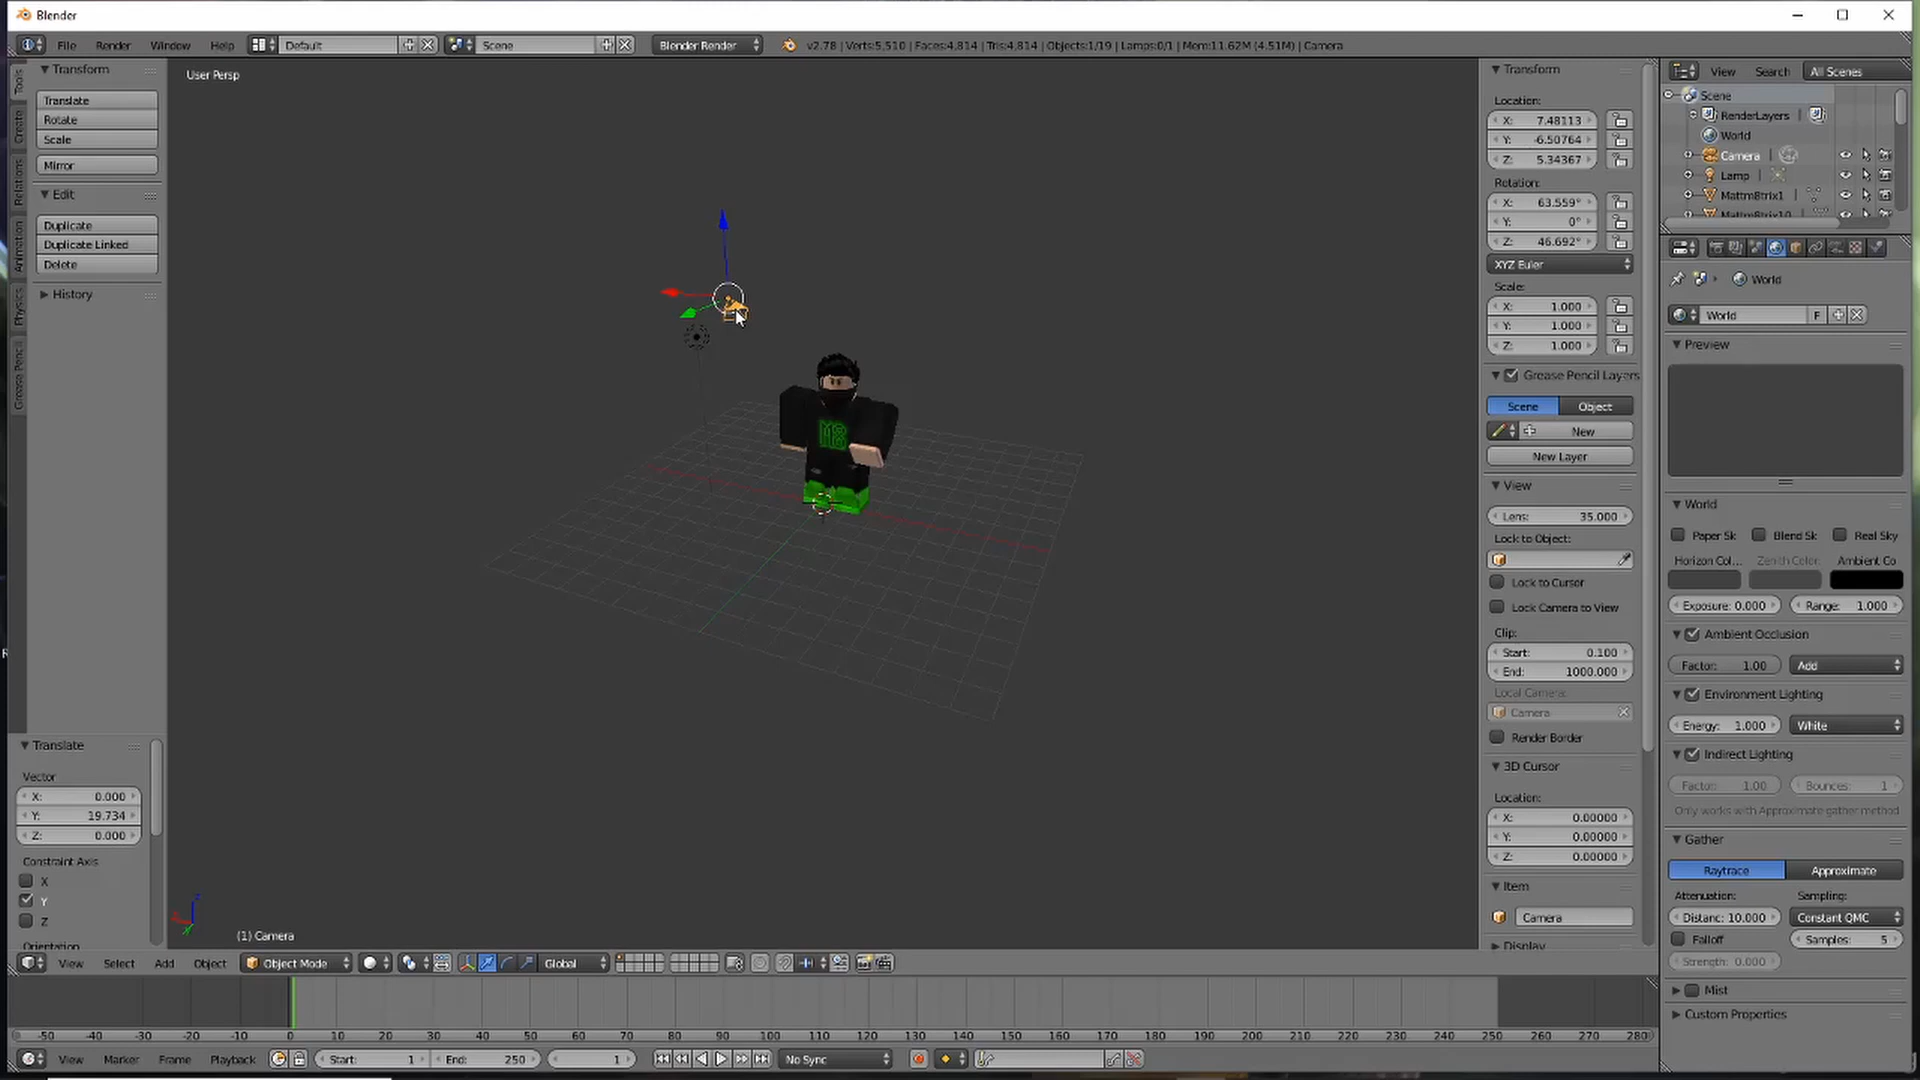 Blender
File Render Window Help Default Scene Blender Render v2.78 | Verts:5,510 | Faces:4,814 | Tris:4,814 | Objects:1/19 | Lamps:0/1 | Mem:11.62M (4.51M) | Camera
Tools
Create
Relations
Animation
Physics
Grease Pencil
Transform
Translate
Rotate
Scale
Mirror
Edit
Duplicate
Duplicate Linked
Delete
History
Translate
Vector
X: 0.000
Y: 19.734
Z: 0.000
Constraint Axis
X
Y
Z
Orientation
User Persp
M8
(1) Camera
Transform
Location:
X: 7.48113
Y: -6.50764
Z: 5.34367
Rotation:
X: 63.559°
Y: 0°
Z: 46.692°
XYZ Euler
Scale:
X: 1.000
Y: 1.000
Z: 1.000
Grease Pencil Layers
Scene Object
New
New Layer
View
Lens: 35.000
Lock to Object:
Lock to Cursor
Lock Camera to View
Clip:
Start: 0.100
End: 1000.000
Local Camera:
Camera
Render Border
3D Cursor
Location:
X: 0.00000
Y: 0.00000
Z: 0.00000
Item
Camera
Display
View Search All Scenes
Scene
RenderLayers
World
Camera
Lamp
Mattm8trix1
Mattm8trix10
World
World F
Preview
World
Paper Sk Blend Sk Real Sky
Horizon Col... Zenith Color: Ambient Co
Exposure: 0.000 Range: 1.000
Ambient Occlusion
Factor: 1.00 Add
Environment Lighting
Energy: 1.000 White
Indirect Lighting
Factor: 1.00 Bounces: 1
Only works with Approximate gather method
Gather
Raytrace Approximate
Attenuation: Sampling:
Distanc: 10.000 Constant QMC
Falloff Samples: 5
Strength: 0.000
Mist
Custom Properties
View Select Add Object Object Mode Global
-50 -40 -30 -20 -10 0 10 20 30 40 50 60 70 80 90 100 110 120 130 140 150 160 170 180 190 200 210 220 230 240 250 260 270 280
View Marker Frame Playback Start: 1 End: 250 1 No Sync